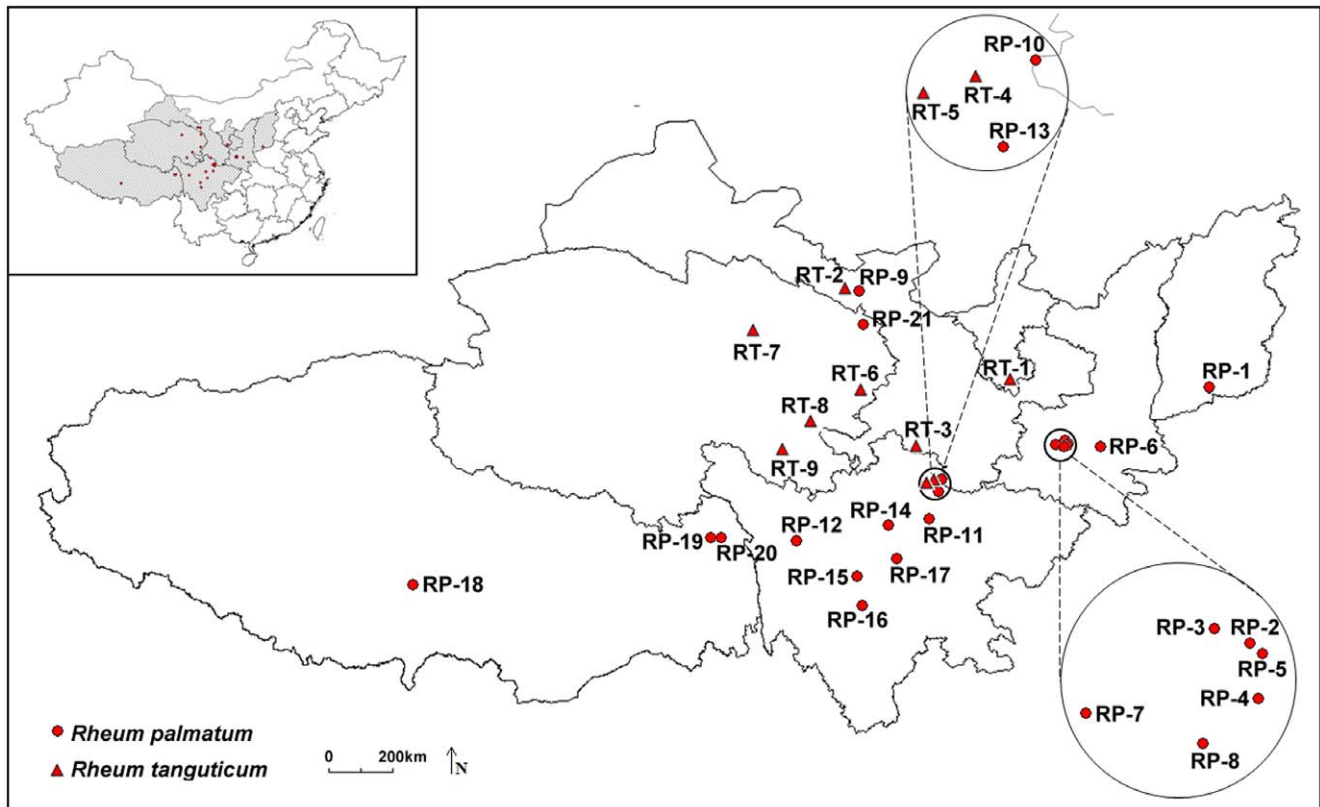 RP-10
RT-4
RT-5
RP-13
RT-2
RP-9
RP-21
RT-7
RT-1
RP-1
RT-6
RT-8
RT-3
RP-6
RT-9
RP-14
RP-12
RP-11
RP-19
RP-20
RP-17
RP-15
RP-18
RP-16
RP-3
RP-2
RP-5
RP-4
RP-7
RP-8
Rheum palmatum
Rheum tanguticum
0
200km
N